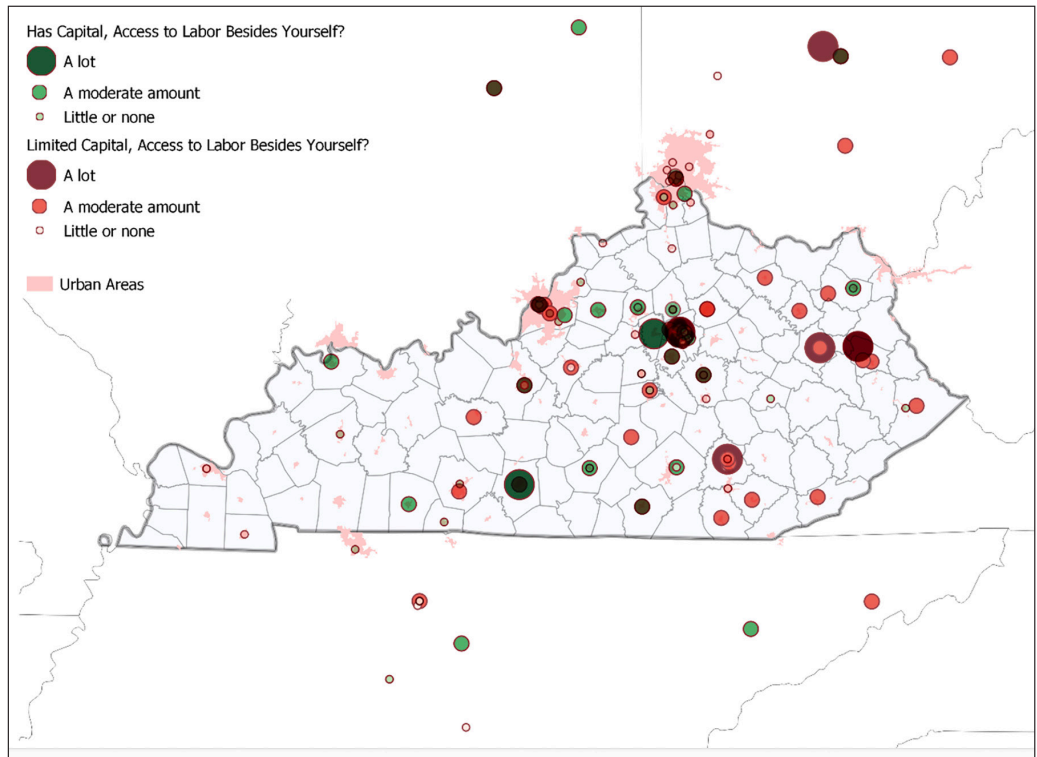 Has Capital, Access to Labor Besides Yourself?
A lot
A moderate amount
Little or none
Limited Capital, Access to Labor Besides Yourself?
A lot
A moderate amount
Little or none
Urban Areas